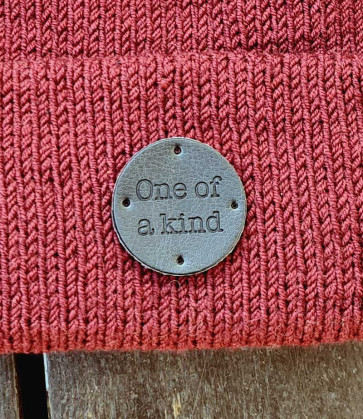 One of
a kind